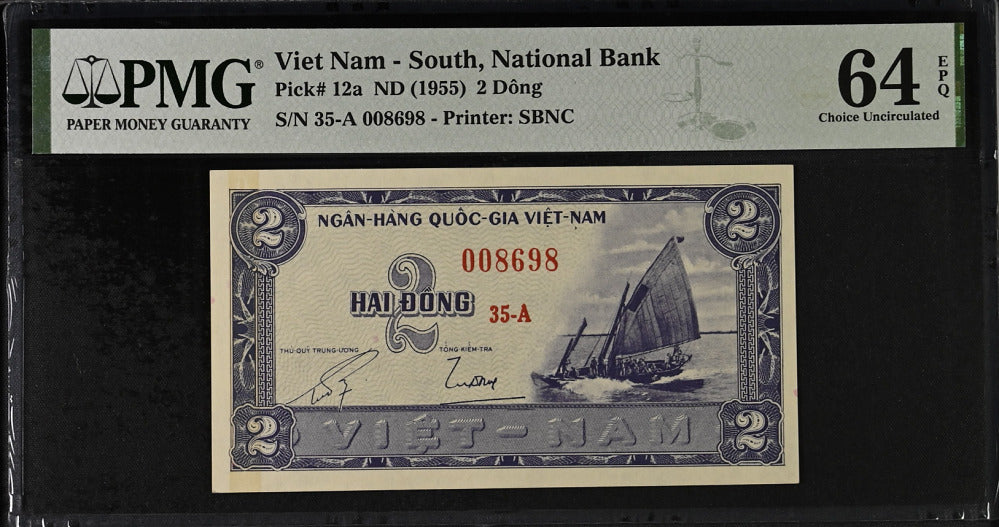 PMG®
PAPER MONEY GUARANTY
Viet Nam - South, National Bank
Pick# 12a ND (1955) 2 Dông
S/N 35-A 008698 - Printer: SBNC
64
EPQ
Choice Uncirculated
2
2
NGÂN-HÀNG QUỐC-GIA VIỆT-NAM
008698
2
HAI ĐỒNG
35-A
THỦ-QUỸ TRUNG-ƯƠNG
TỔNG-KIỂM-TRA
2
VIỆT-NAM
2